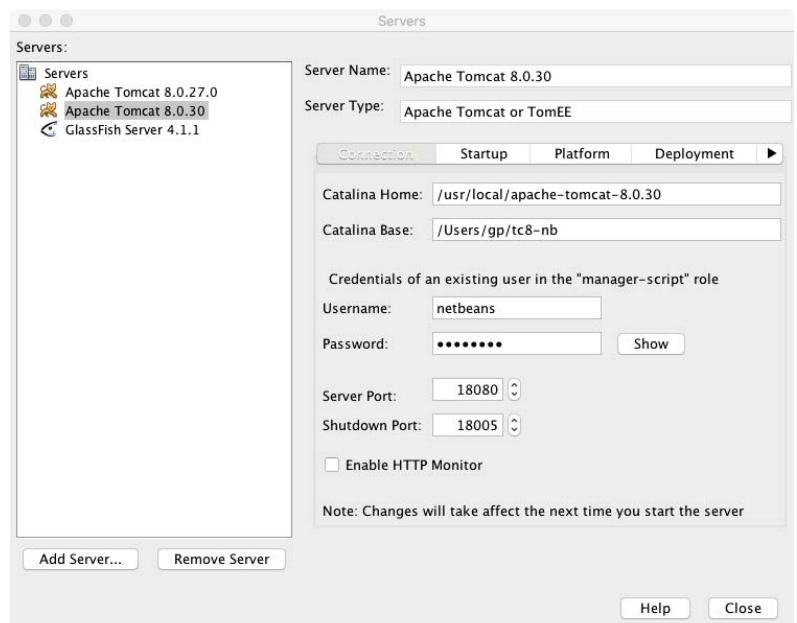 Servers
Servers:
Servers
Apache Tomcat 8.0.27.0
Apache Tomcat 8.0.30
GlassFish Server 4.1.1
Add Server...
Remove Server
Server Name: Apache Tomcat 8.0.30
Server Type: Apache Tomcat or TomEE
Connection Startup Platform Deployment
Catalina Home: /usr/local/apache-tomcat-8.0.30
Catalina Base: /Users/gp/tc8-nb
Credentials of an existing user in the "manager-script" role
Username: netbeans
Password: ••••••••
Show
Server Port: 18080
Shutdown Port: 18005
Enable HTTP Monitor
Note: Changes will take affect the next time you start the server
Help
Close